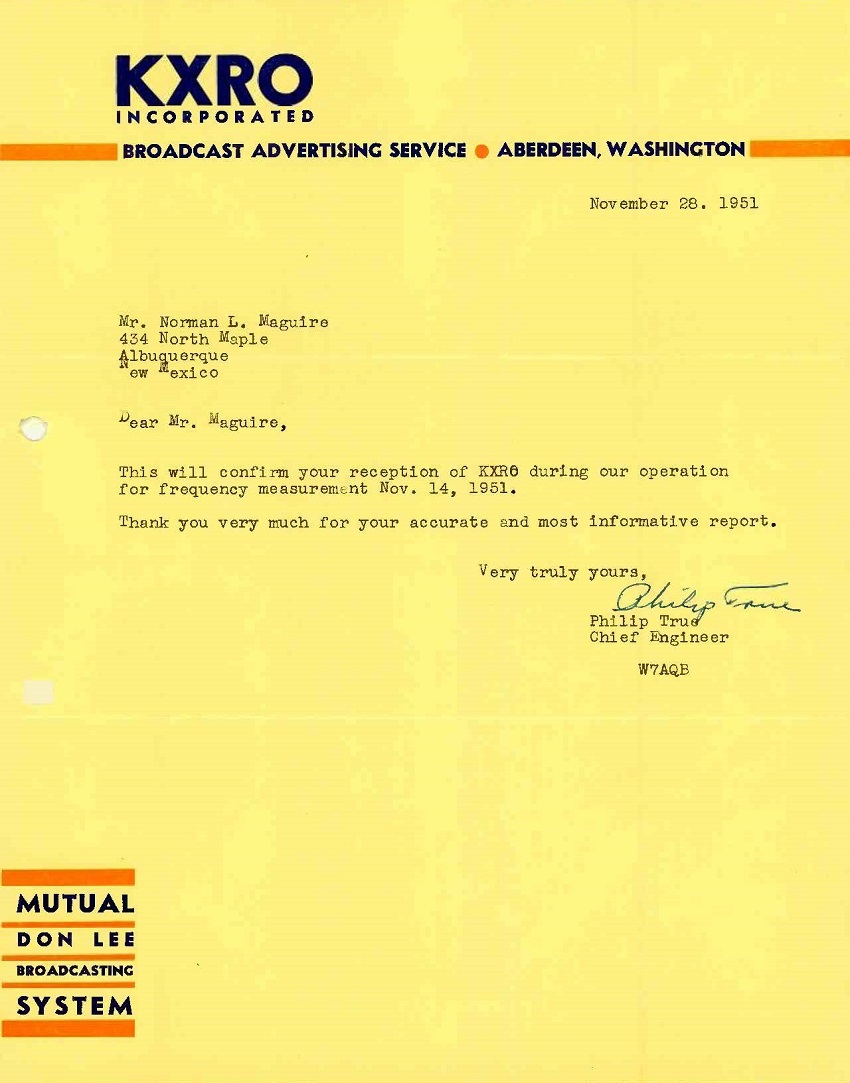 KXRO
INCORPORATED
BROADCAST ADVERTISING SERVICE ● ABERDEEN, WASHINGTON
November 28. 1951
Mr. Norman L. Maguire
434 North Maple
Albuquerque
New Mexico
Dear Mr. Maguire,
This will confirm your reception of KXRO during our operation
for frequency measurement Nov. 14, 1951.
Thank you very much for your accurate and most informative report.
Very truly yours,
Philip True
Philip True
Chief Engineer
W7AQB
MUTUAL
DON LEE
BROADCASTING
SYSTEM